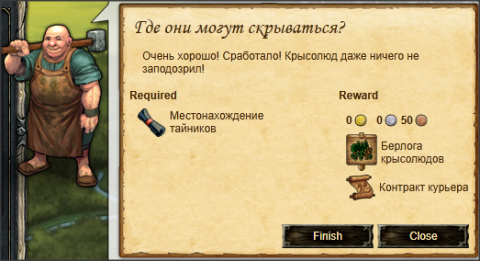 Где они могут скрываться?
Очень хорошо! Сработало! Крысолюд даже ничего не
заподозрил!
Required
Местонахождение
тайников
Reward
0 0 50
Берлога
крысолюдов
Контракт курьера
Finish Close